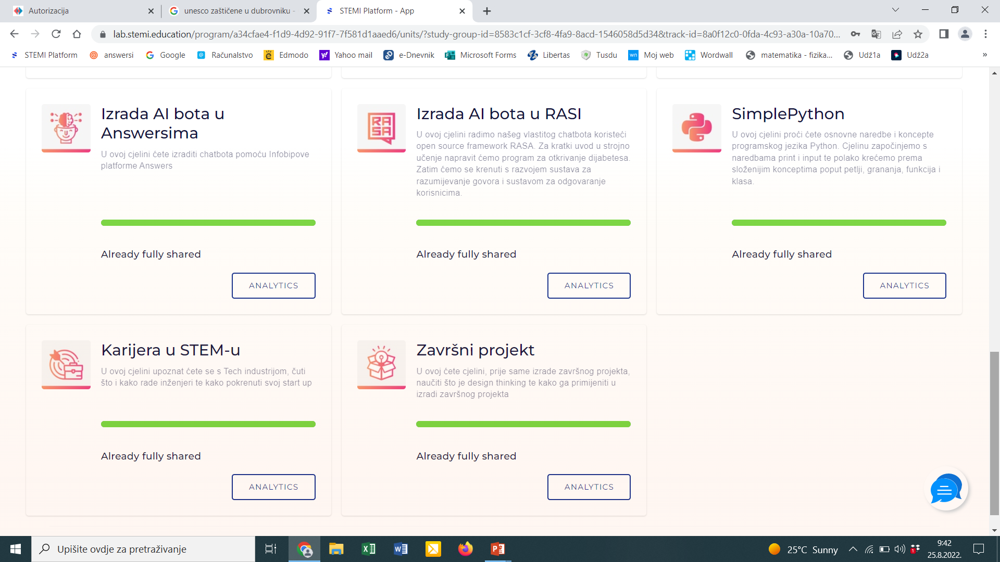 Autorizacija
unesco zaštićene u dubrovniku -
STEMI Platform - App
lab.stemi.education/program/a34cfae4-f1d9-4d92-91f7-7f581d1aaed6/units/?study-group-id=8583c1cf-3cf8-4fa9-8acd-1546058d5d34&track-id=8a0f12c0-0fda-4c93-a30a-10a70...
STEMI Platform
answersi
Google
Računalstvo
Edmodo
Yahoo mail
e-Dnevnik
Microsoft Forms
Libertas
Tusdu
Moj web
Wordwall
matematika - fizika...
Udž1a
Udž2a
»
Izrada AI bota u
Answersima
U ovoj cjelini ćete izraditi chatbota pomoću Infobipove
platforme Answers
Already fully shared
ANALYTICS
RA
SA
Izrada AI bota u RASI
U ovoj cjelini radimo našeg vlastitog chatbota koristeći
open source framework RASA. Za kratki uvod u strojno
učenje napravit ćemo program za otkrivanje dijabetesa.
Zatim ćemo se krenuti s razvojem sustava za
razumijevanje govora i sustavom za odgovaranje
korisnicima.
Already fully shared
ANALYTICS
SimplePython
U ovoj cjelini proći ćete osnovne naredbe i koncepte
programskog jezika Python. Cjelinu započinjemo s
naredbama print i input te polako krećemo prema
složenijim konceptima poput petlji, grananja, funkcija i
klasa.
Already fully shared
ANALYTICS
Karijera u STEM-u
U ovoj cjelini upoznat ćete se s Tech industrijom, čuti
što i kako rade inženjeri te kako pokrenuti svoj start up
Already fully shared
ANALYTICS
Završni projekt
U ovoj ćete cjelini, prije same izrade završnog projekta,
naučiti što je design thinking te kako ga primijeniti u
izradi završnog projekta
Already fully shared
ANALYTICS
Upišite ovdje za pretraživanje
25°C Sunny
9:42
25.8.2022.